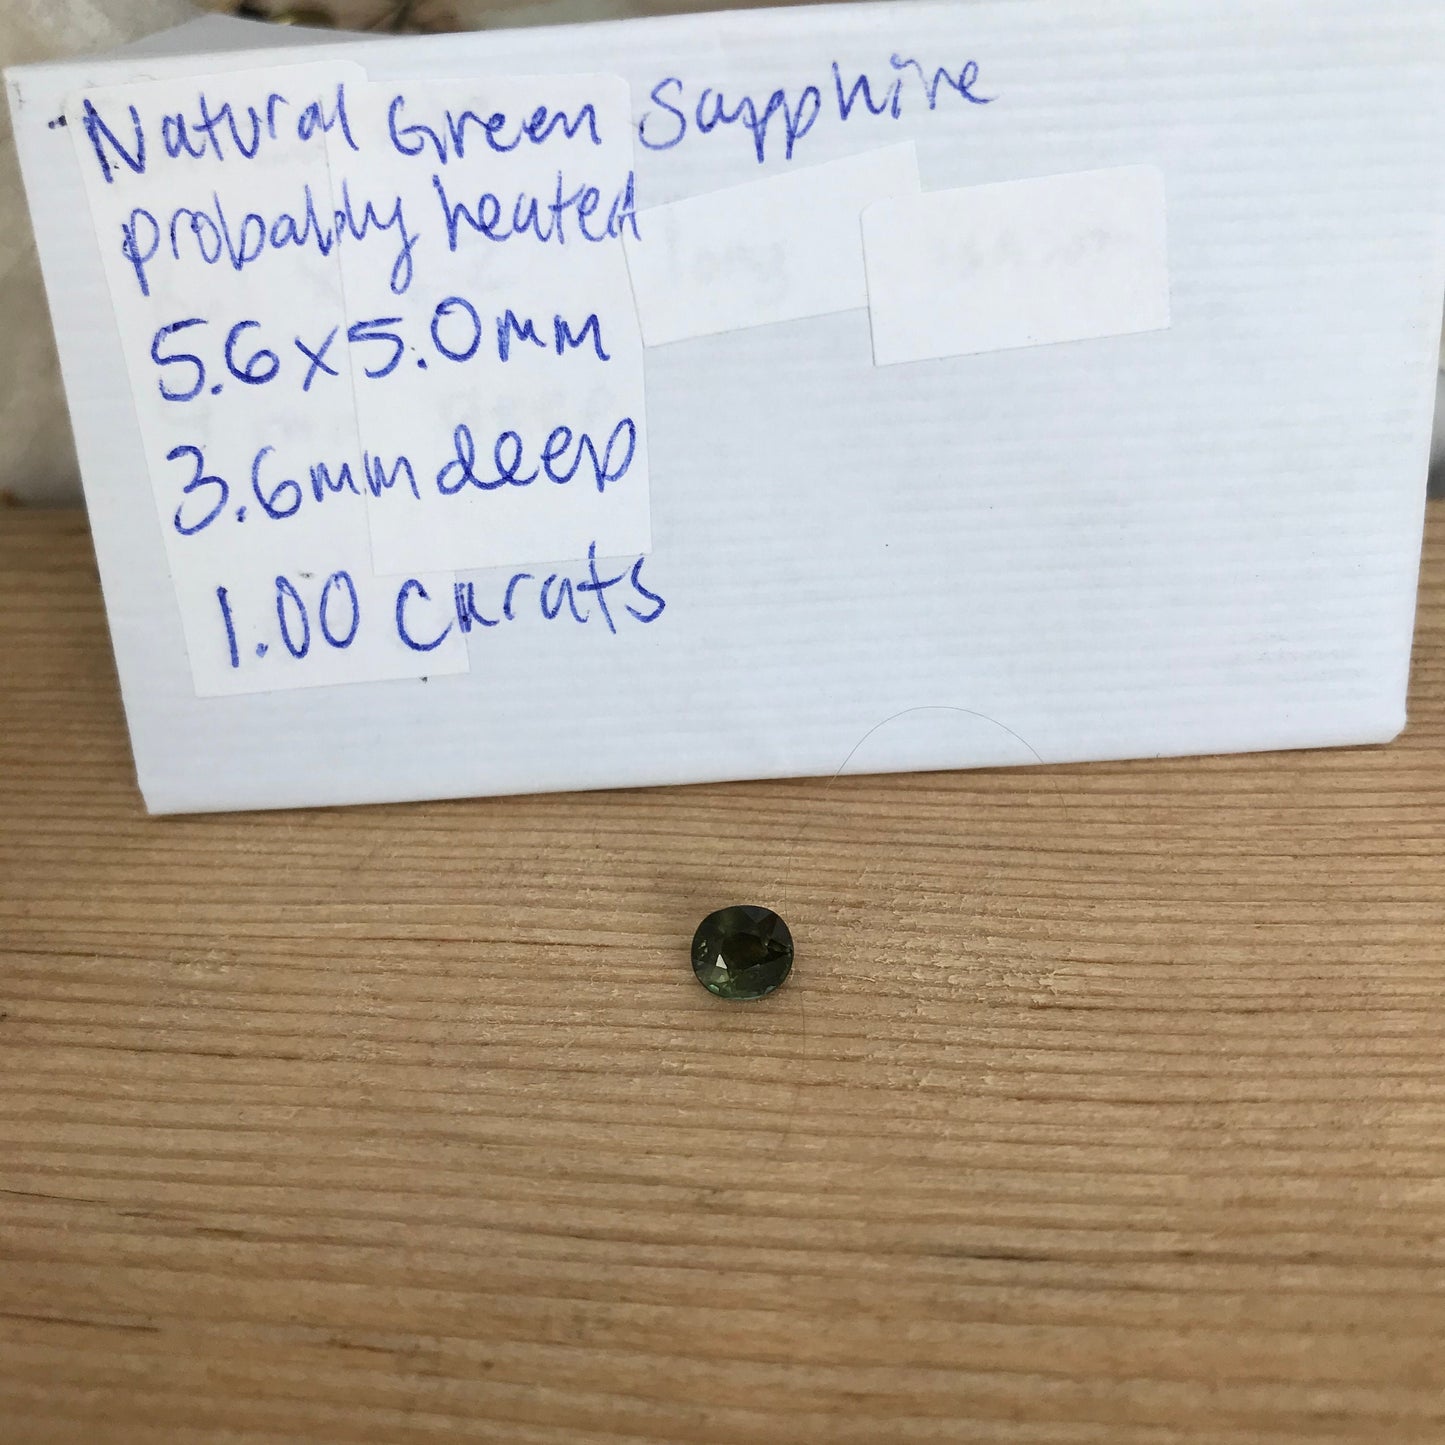 Natural Green Sapphire
probably heated
5.6x5.0mm
3.6mm deep
1.00 carats